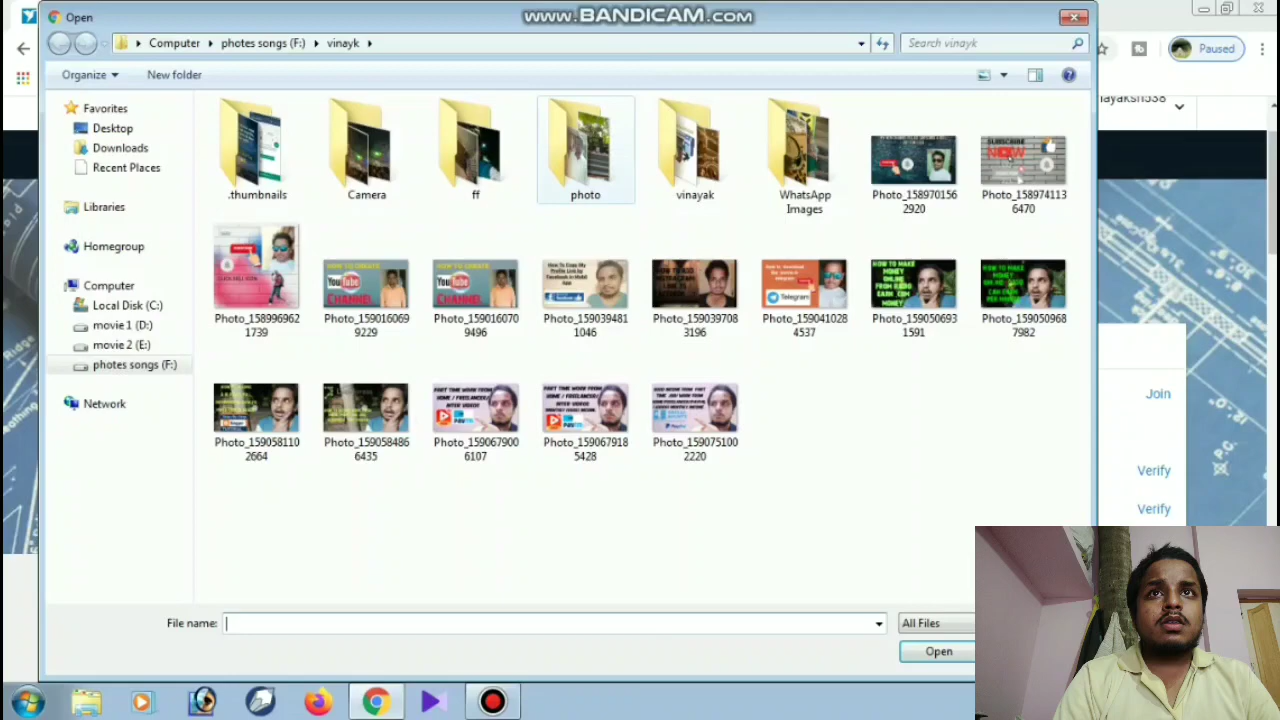 Open
www.BANDICAM.com
Computer
photes songs (F:)
vinayk
Search vinayk
Paused
Organize
New folder
Favorites
Desktop
Downloads
Recent Places
Libraries
Homegroup
Computer
Local Disk (C:)
movie 1 (D:)
movie 2 (E:)
photes songs (F:)
Network
.thumbnails
Camera
ff
photo
vinayak
WhatsApp
Images
Photo_158970156
2920
Photo_158974113
6470
Photo_158996962
1739
Photo_159016069
9229
Photo_159016070
9496
Photo_159039481
1046
Photo_159039708
3196
Photo_159041028
4537
Photo_159050693
1591
Photo_159050968
7982
Photo_159058110
2664
Photo_159058486
6435
Photo_159067900
6107
Photo_159067918
5428
Photo_159075100
2220
Join
Verify
Verify
File name:
All Files
Open